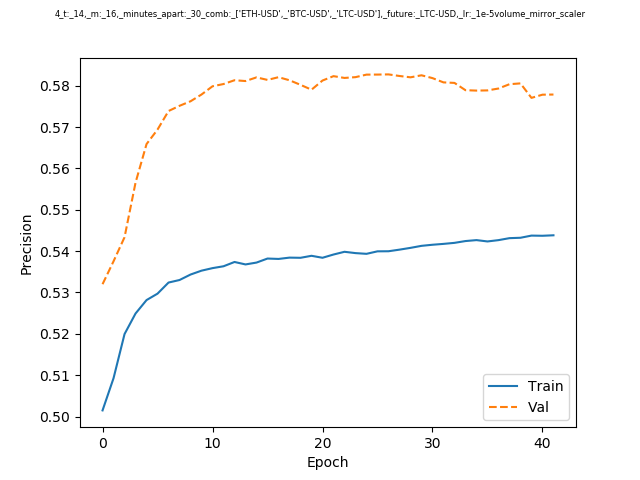 4_t:_14,_m:_16,_minutes_apart:_30_comb:_['ETH-USD',_'BTC-USD',_'LTC-USD'],_future:_LTC-USD,_lr:_1e-5volume_mirror_scaler
0.58
0.57
0.56
0.55
0.54
0.53
0.52
0.51
0.50
Precision
Train
Val
0 10 20 30 40
Epoch